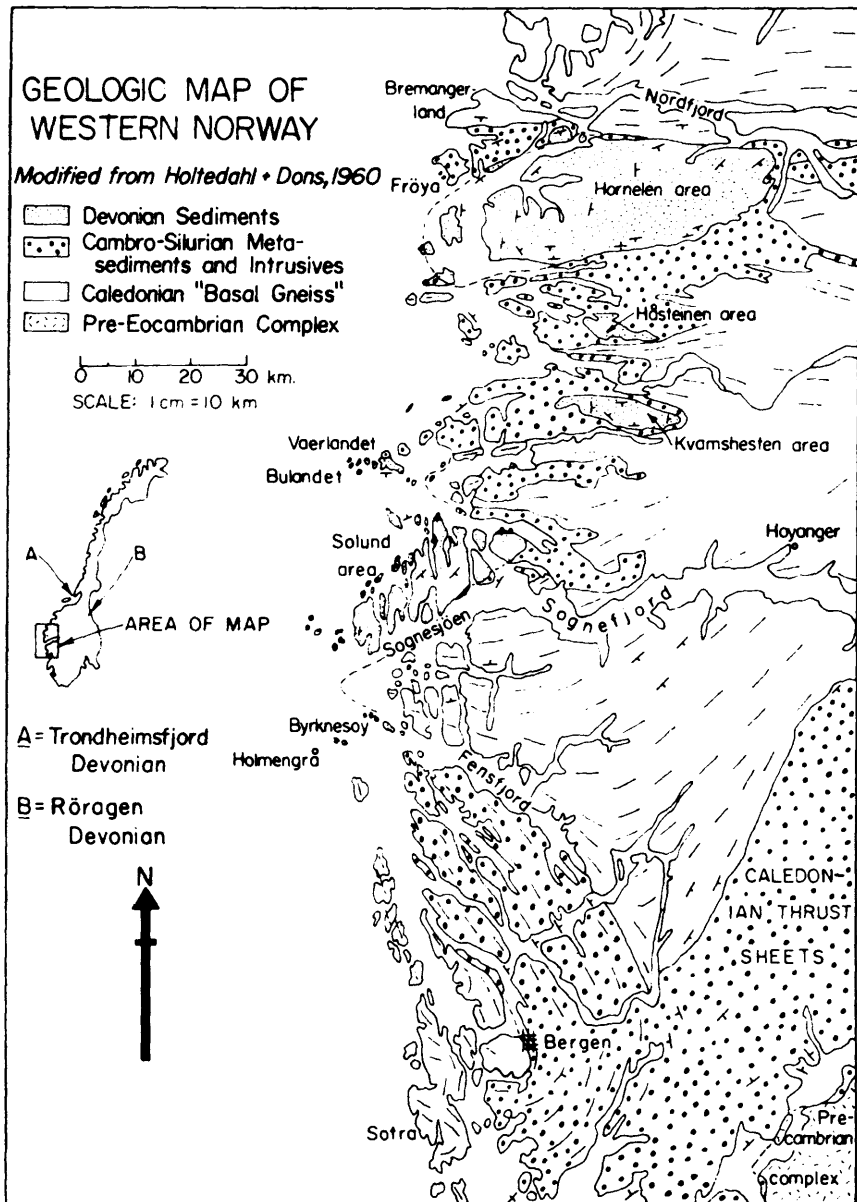 GEOLOGIC MAP OF
WESTERN NORWAY
Modified from Holtedahl + Dons, 1960
Devonian Sediments
Cambro-Silurian Meta-
sediments and Intrusives
Caledonian "Basal Gneiss"
Pre-Eocambrian Complex
0 10 20 30 km.
SCALE: 1 cm = 10 km
Bremanger
land
Nordfjord
Fröya
Hornelen area
Håsteinen area
Kvamshesten area
Vaerlandet
Bulandet
Solund
area
Hoyanger
Sognefjord
Sognesjöen
A
B
AREA OF MAP
Byrknesoy
Holmengrå
Fensfjord
A = Trondheimsfjord
Devonian
B = Röragen
Devonian
N
CALEDON-
IAN THRUST
SHEETS
Bergen
Sotra
Pre-
cambrian
complex